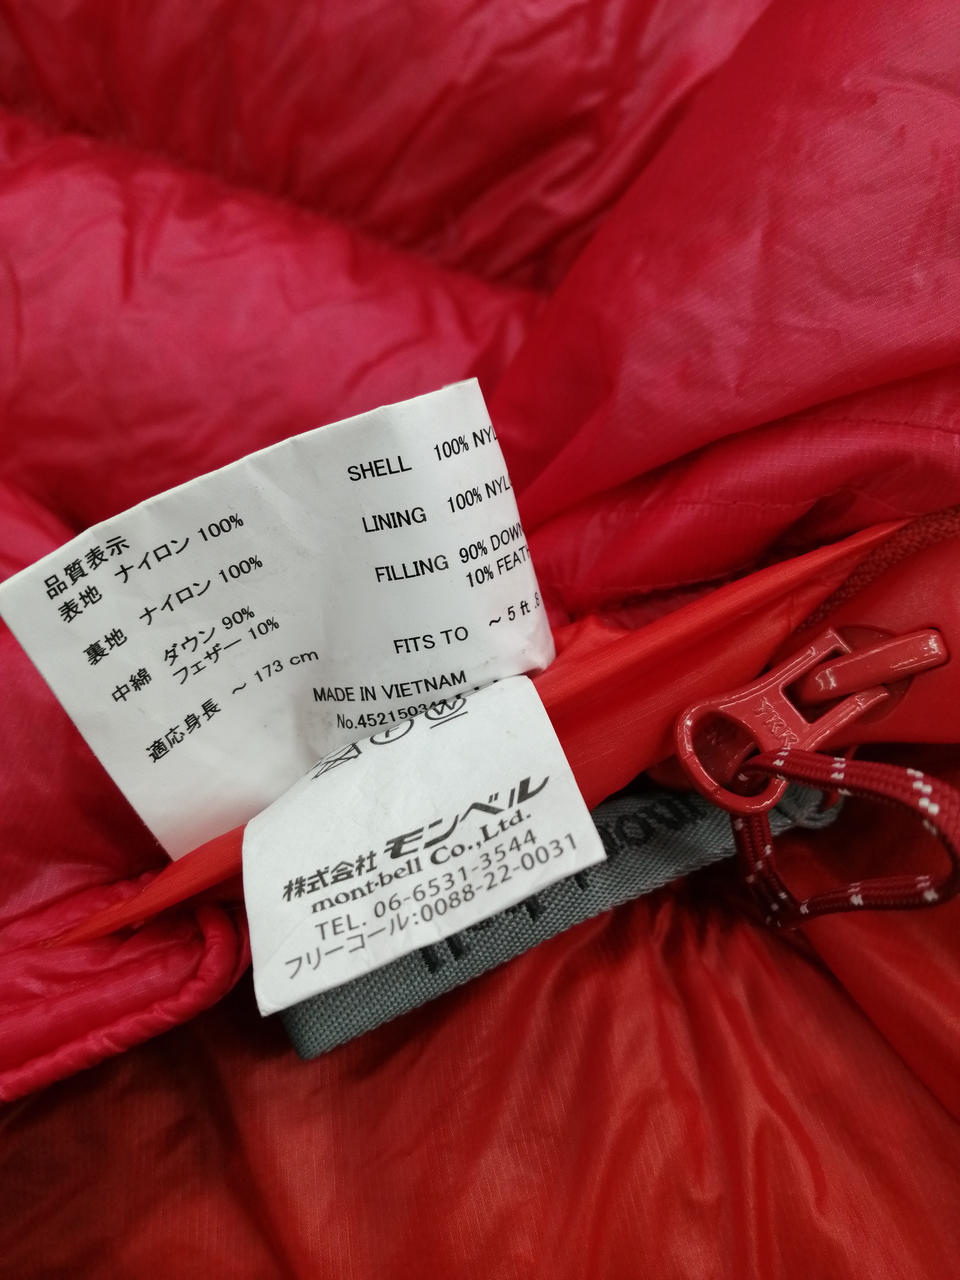 品質表示
表地 ナイロン 100%
裏地 ナイロン 100%
中綿 ダウン 90%
フェザー 10%
適応身長 ～ 173 cm
SHELL 100%
LINING 100%
FILLING 90% DOWN
10%
FITS TO ～ 5 ft
MADE IN VIETNAM
株式会社 モンベル
mont-bell Co.,Ltd.
TEL. 06-6531-3544
フリーコール:0088-22-0031
YKK